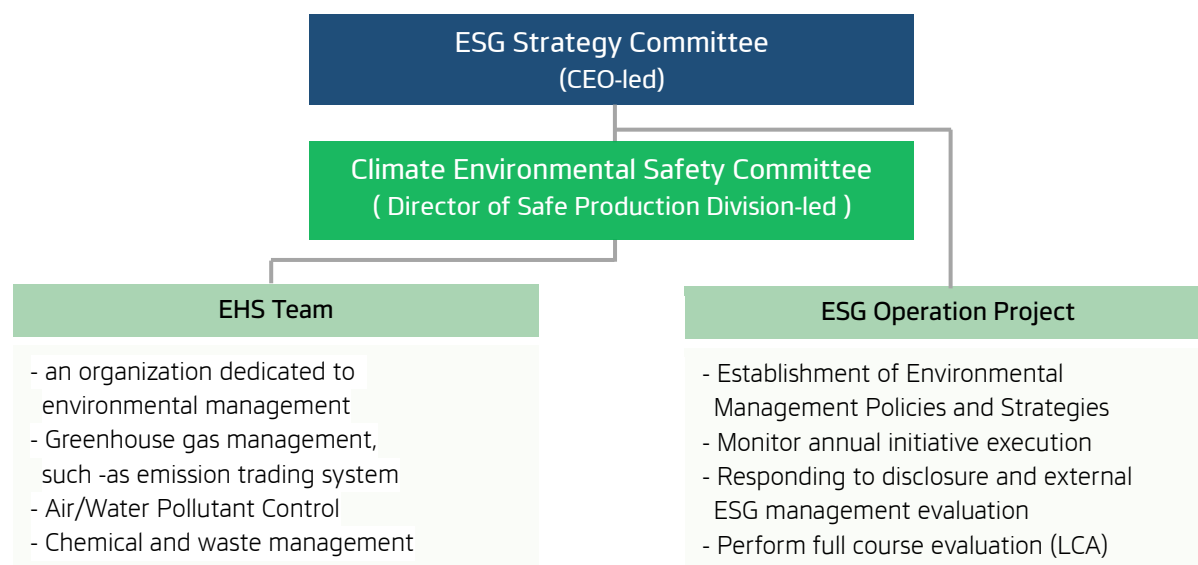 ESG Strategy Committee
(CEO-led)
Climate Environmental Safety Committee
( Director of Safe Production Division-led )
EHS Team
- an organization dedicated to
environmental management
- Greenhouse gas management,
such -as emission trading system
- Air/Water Pollutant Control
- Chemical and waste management
ESG Operation Project
- Establishment of Environmental
Management Policies and Strategies
- Monitor annual initiative execution
- Responding to disclosure and external
ESG management evaluation
- Perform full course evaluation (LCA)